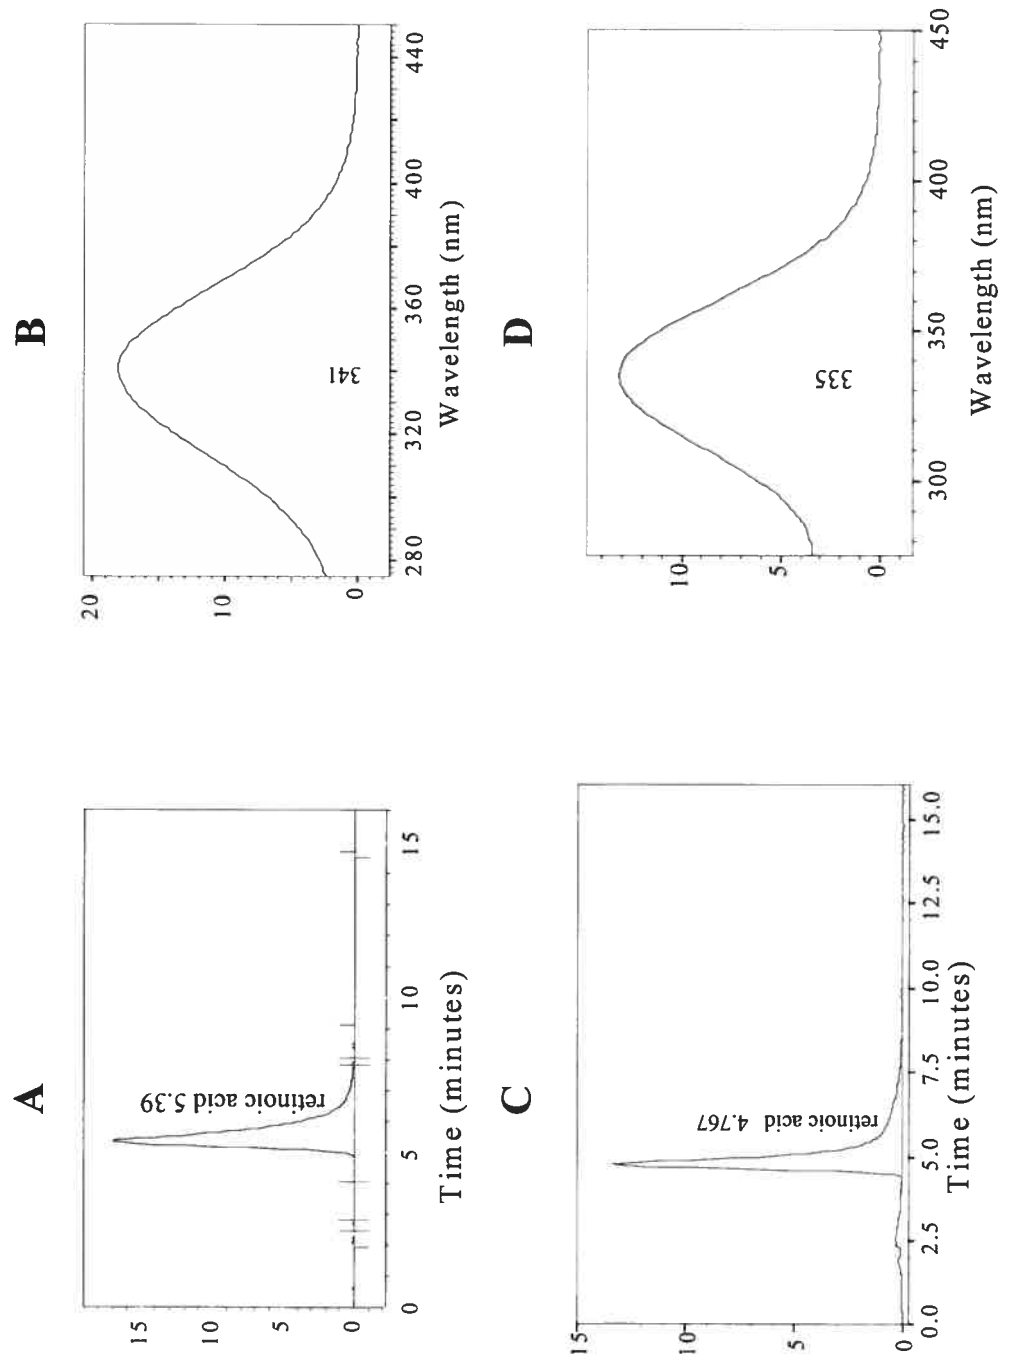 A
15
10
5
0
retinoic acid 5.39
0 5 10 15
Time (minutes)
B
20
10
0
341
280 320 360 400 440
Wavelength (nm)
C
15
10
5
0
retinoic acid 4.767
0.0 2.5 5.0 7.5 10.0 12.5 15.0
Time (minutes)
D
10
5
0
335
300 350 400 450
Wavelength (nm)